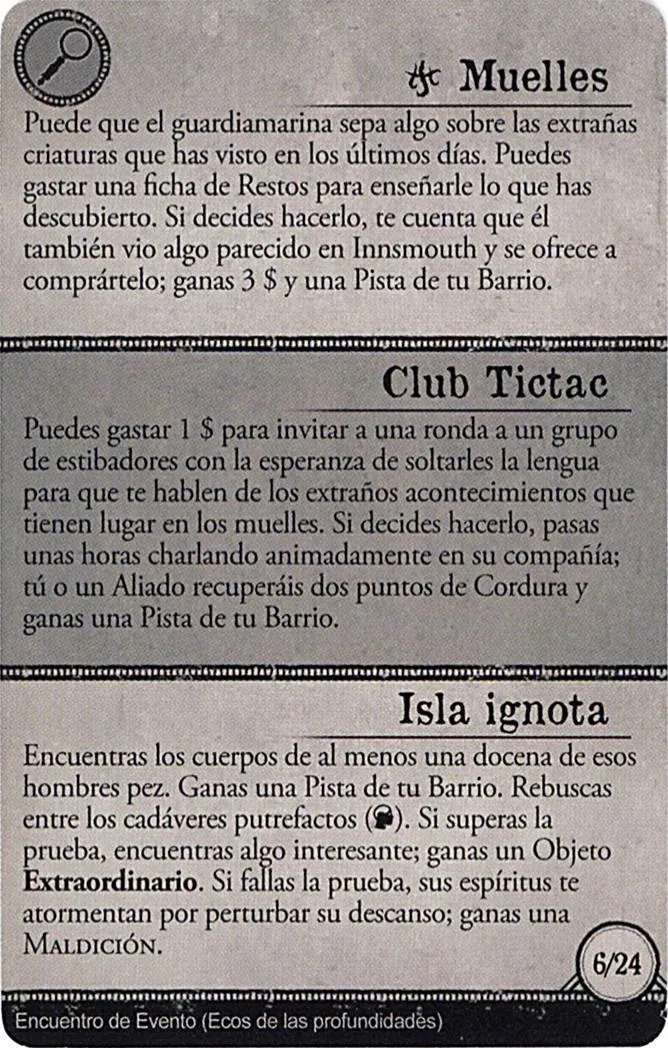 Muelles
Puede que el guardiamarina sepa algo sobre las extrañas
criaturas que has visto en los últimos días. Puedes
gastar una ficha de Restos para enseñarle lo que has
descubierto. Si decides hacerlo, te cuenta que él
también vio algo parecido en Innsmouth y se ofrece a
comprártelo; ganas 3 $ y una Pista de tu Barrio.
Club Tictac
Puedes gastar 1 $ para invitar a una ronda a un grupo
de estibadores con la esperanza de soltarles la lengua
para que te hablen de los extraños acontecimientos que
tienen lugar en los muelles. Si decides hacerlo, pasas
unas horas charlando animadamente en su compañía;
tú o un Aliado recuperáis dos puntos de Cordura y
ganas una Pista de tu Barrio.
Isla ignota
Encuentras los cuerpos de al menos una docena de esos
hombres pez. Ganas una Pista de tu Barrio. Rebuscas
entre los cadáveres putrefactos (). Si superas la
prueba, encuentras algo interesante; ganas un Objeto
Extraordinario. Si fallas la prueba, sus espíritus te
atormentan por perturbar su descanso; ganas una
MALDICIÓN.
6/24
Encuentro de Evento (Ecos de las profundidades)